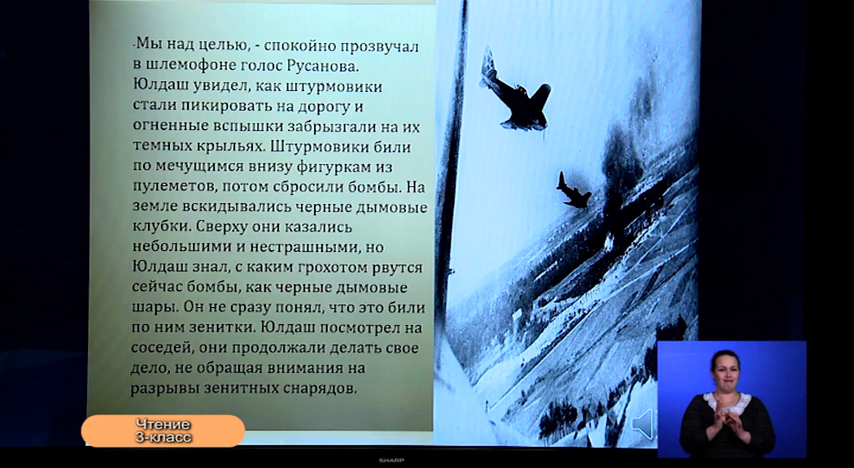 -Мы над целью, - спокойно прозвучал
в шлемофоне голос Русанова.
Юлдаш увидел, как штурмовики
стали пикировать на дорогу и
огненные вспышки забрызгали на их
темных крыльях. Штурмовики били
по мечущимся внизу фигуркам из
пулеметов, потом сбросили бомбы. На
земле вскидывались черные дымовые
клубки. Сверху они казались
небольшими и нестрашными, но
Юлдаш знал, с каким грохотом рвутся
сейчас бомбы, как черные дымовые
шары. Он не сразу понял, что это били
по ним зенитки. Юлдаш посмотрел на
соседей, они продолжали делать свое
дело, не обращая внимания на
разрывы зенитных снарядов.
Чтение
3-класс
SHARP